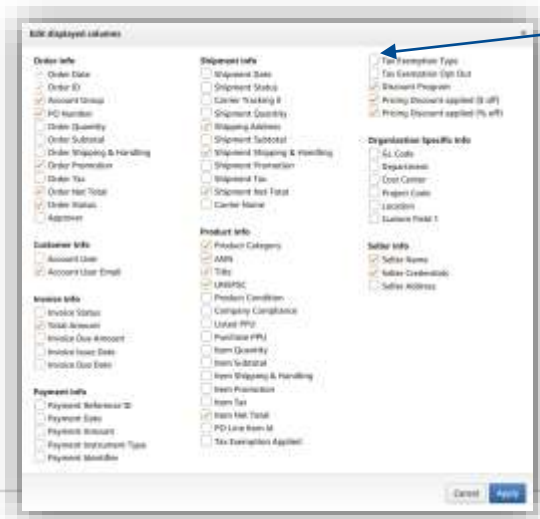 Edit displayed columns
Order Info
Order Date
Order ID
Account Group
PO Number
Order Quantity
Order Subtotal
Order Shipping & Handling
Order Promotion
Order Tax
Order Net Total
Order Status
Approver
Customer Info
Account User
Account User Email
Invoice Info
Invoice Status
Total Amount
Invoice Due Amount
Invoice Issue Date
Invoice Due Date
Payment Info
Payment Reference ID
Payment Date
Payment Amount
Payment Instrument Type
Payment Identifier
Shipment Info
Shipment Date
Shipment Status
Carrier Tracking #
Shipment Quantity
Shipping Address
Shipment Subtotal
Shipment Shipping & Handling
Shipment Promotion
Shipment Tax
Shipment Net Total
Carrier Name
Product Info
Product Category
ASIN
Title
UNSPSC
Product Condition
Company Compliance
Listed PPU
Purchase PPU
Item Quantity
Item Subtotal
Item Shipping & Handling
Item Promotion
Item Tax
Item Net Total
PO Line Item Id
Tax Exemption Applied
Tax Exemption Type
Tax Exemption Opt Out
Discount Program
Pricing Discount applied ($ off)
Pricing Discount applied (% off)
Organization Specific Info
GL Code
Department
Cost Center
Project Code
Location
Custom Field 1
Seller Info
Seller Name
Seller Credentials
Seller Address
Cancel
Apply